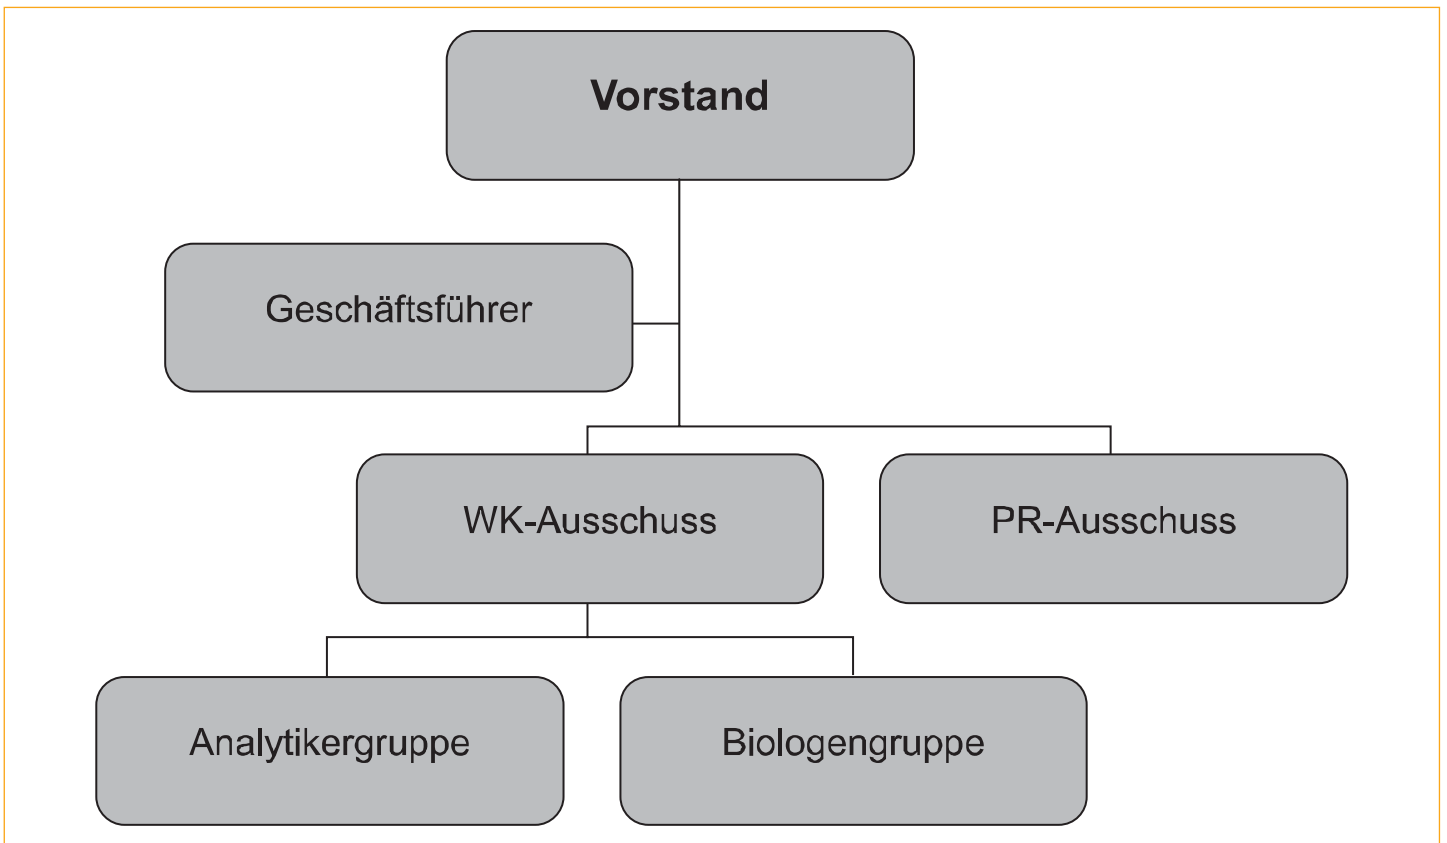 Vorstand
Geschäftsführer
WK-Ausschuss
PR-Ausschuss
Analytikergruppe
Biologengruppe